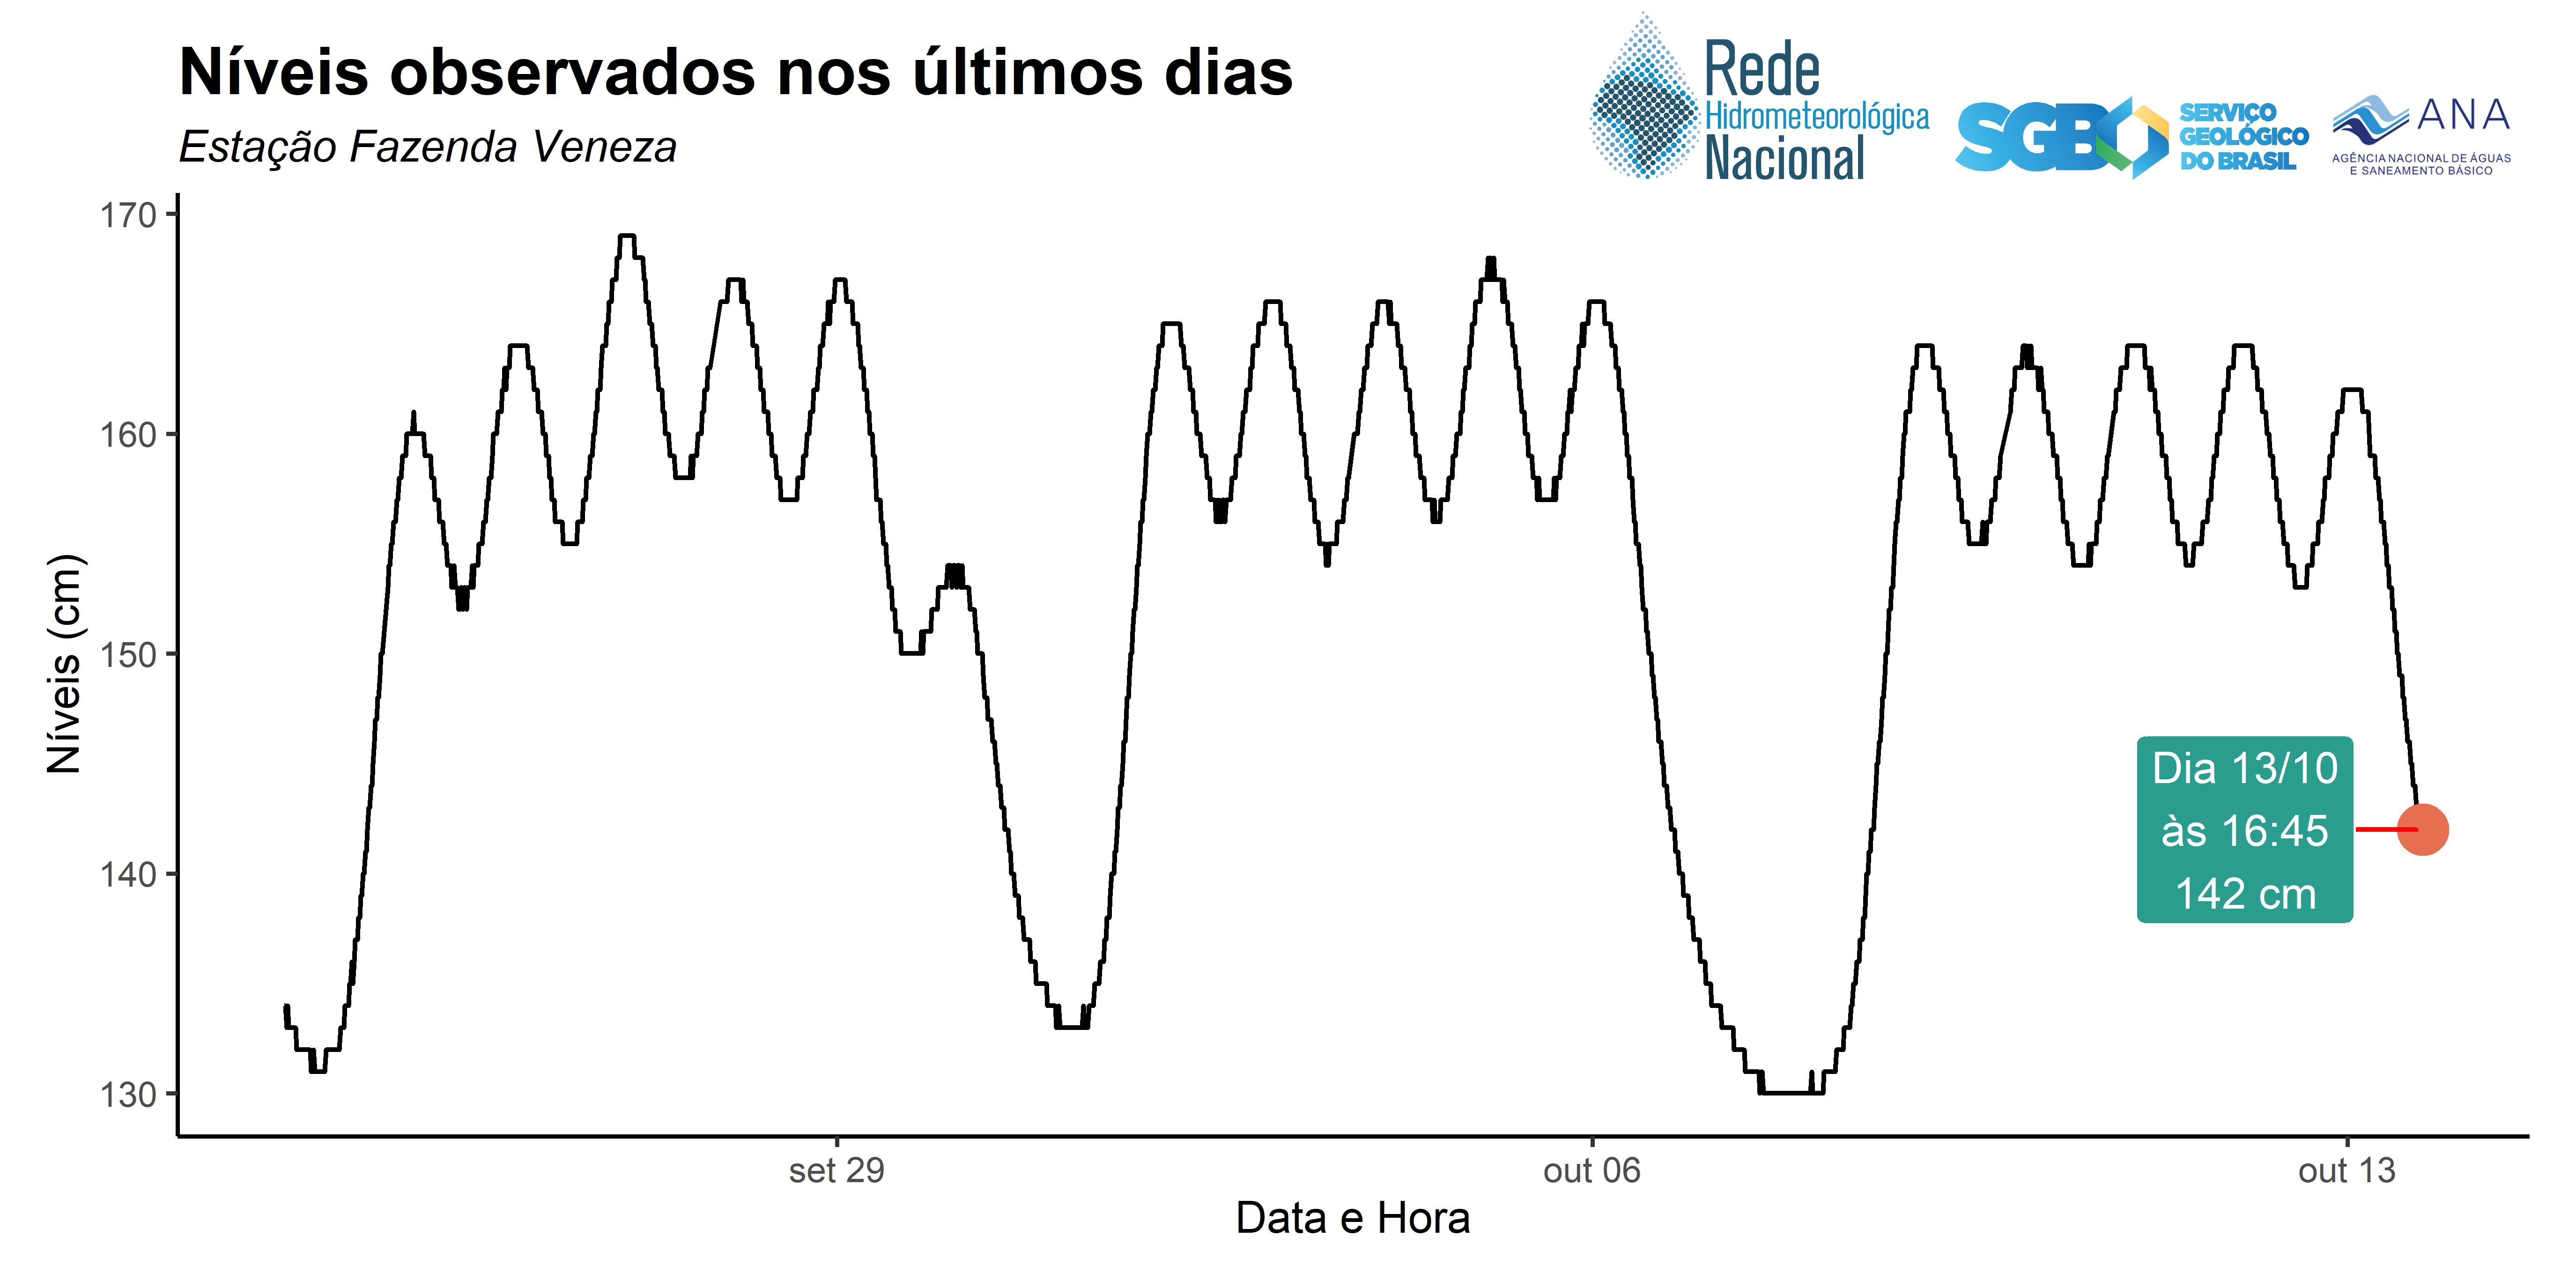 Níveis observados nos últimos dias
Estação Fazenda Veneza
Rede
Hidrometeorológica
Nacional
SGB
SERVIÇO
GEOLÓGICO
DO BRASIL
ANA
AGÊNCIA NACIONAL DE ÁGUAS
E SANEAMENTO BÁSICO
170
160
150
140
130
Níveis (cm)
Dia 13/10
às 16:45
142 cm
set 29
out 06
out 13
Data e Hora